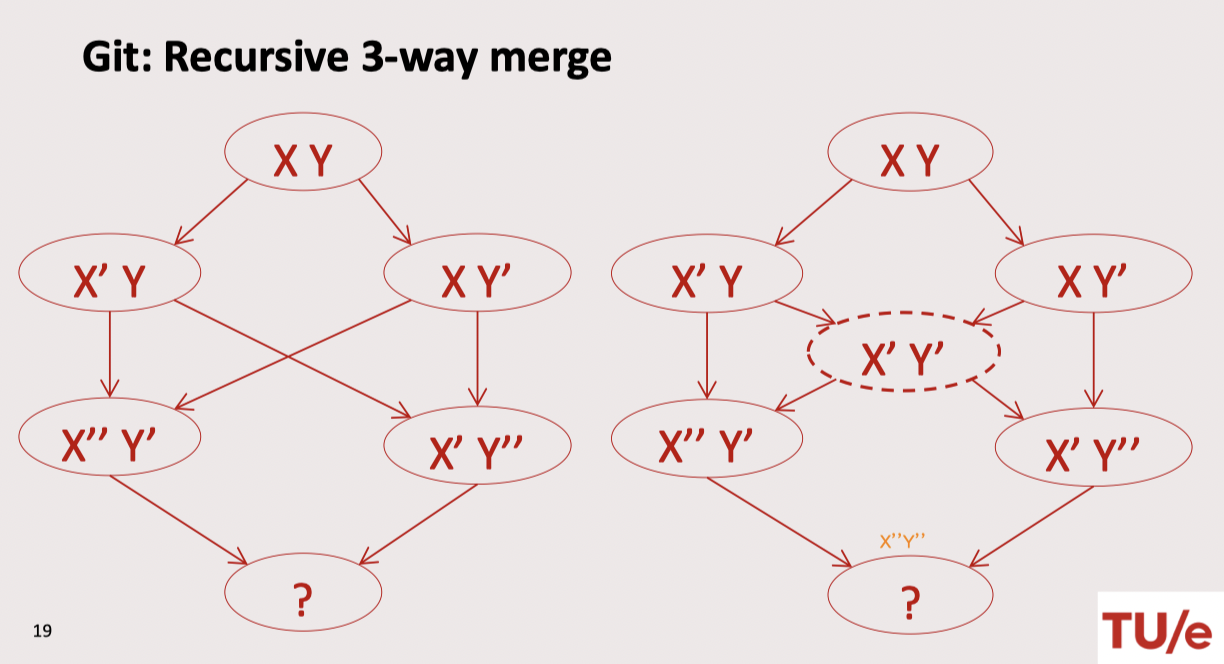 Git: Recursive 3-way merge
X Y
X' Y
X Y'
X'' Y'
X' Y''
?
X Y
X' Y
X Y'
X' Y'
X'' Y'
X' Y''
X''Y''
?
19
TU/e